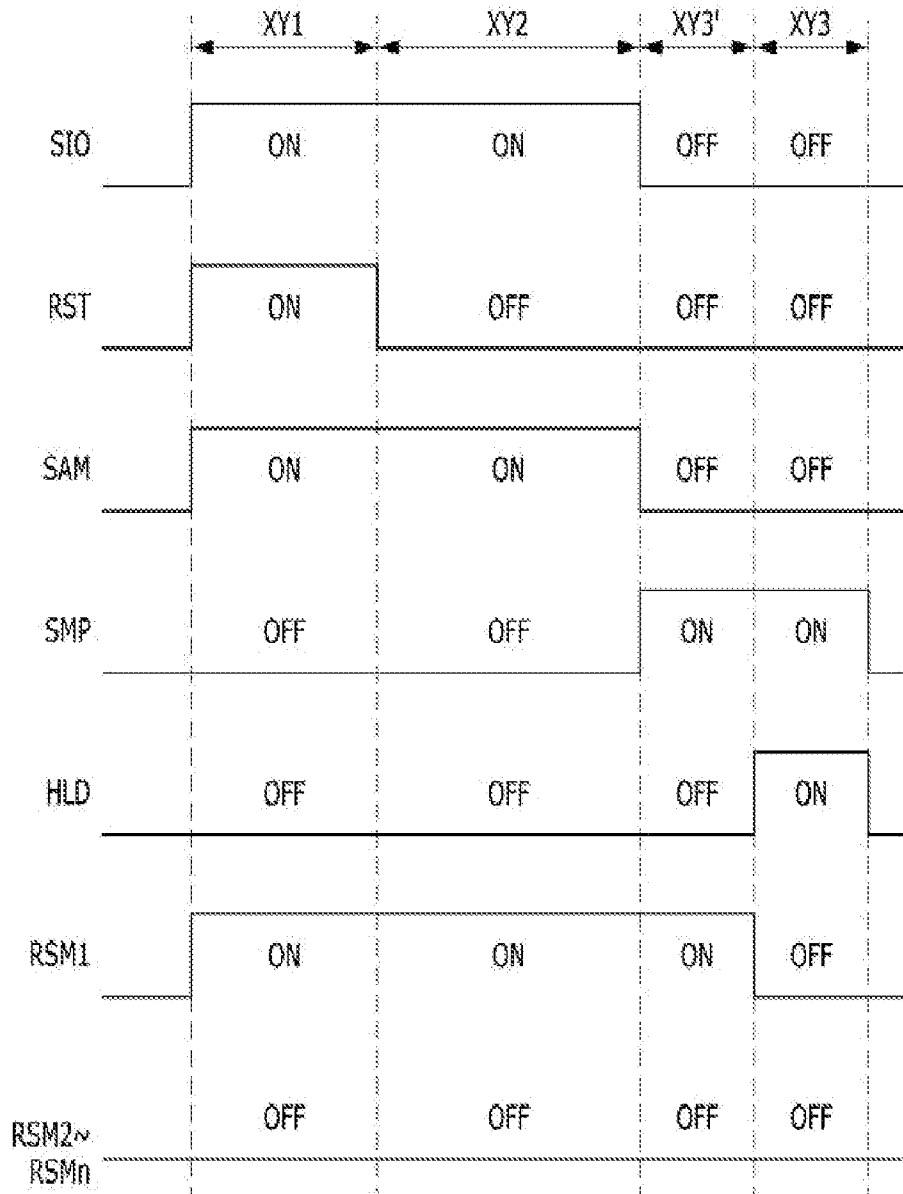 XY1 XY2 XY3' XY3
SIO ON ON OFF OFF
RST ON OFF OFF OFF
SAM ON ON OFF OFF
SMP OFF OFF ON ON
HLD OFF OFF OFF ON
RSM1 ON ON ON OFF
RSM2~ OFF OFF OFF OFF
RSMn